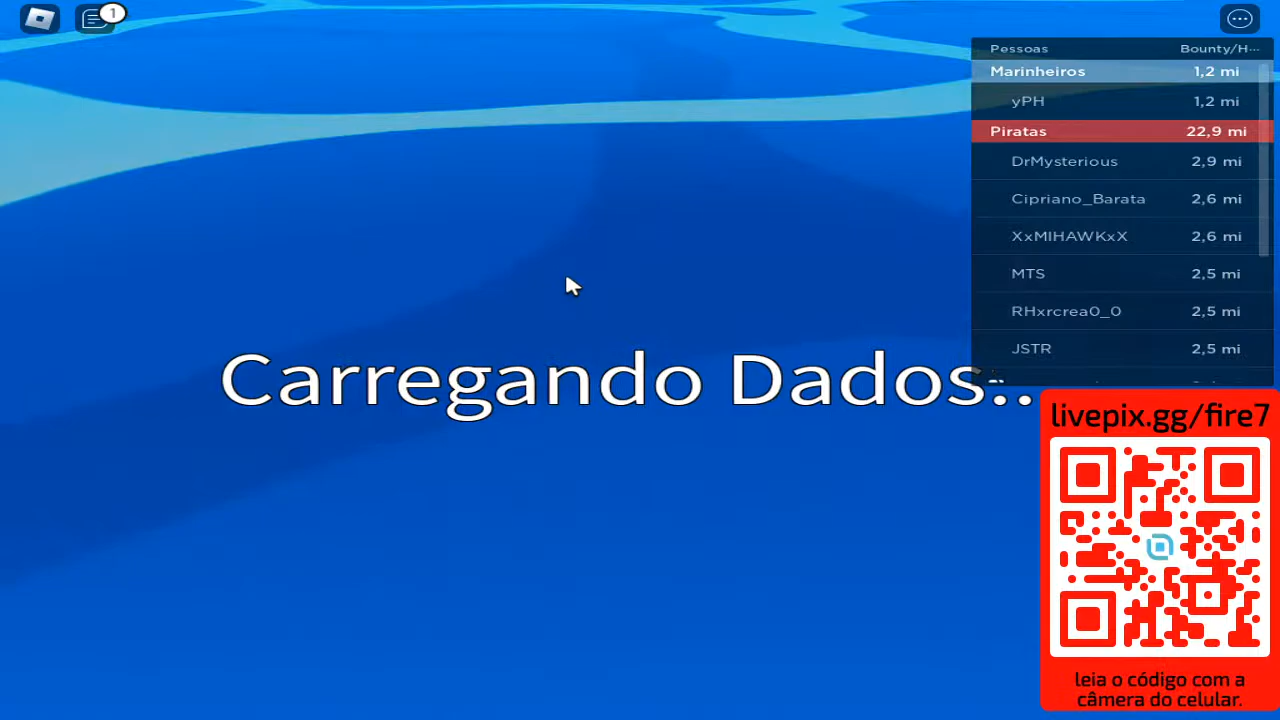 1
Pessoas Bounty/H...
Marinheiros 1,2 mi
yPH 1,2 mi
Piratas 22,9 mi
DrMysterious 2,9 mi
Cipriano_Barata 2,6 mi
XxMIHAWKxX 2,6 mi
MTS 2,5 mi
RHxrcrea0_0 2,5 mi
JSTR 2,5 mi
Carregando Dados..
livepix.gg/fire7
leia o código com a
câmera do celular.